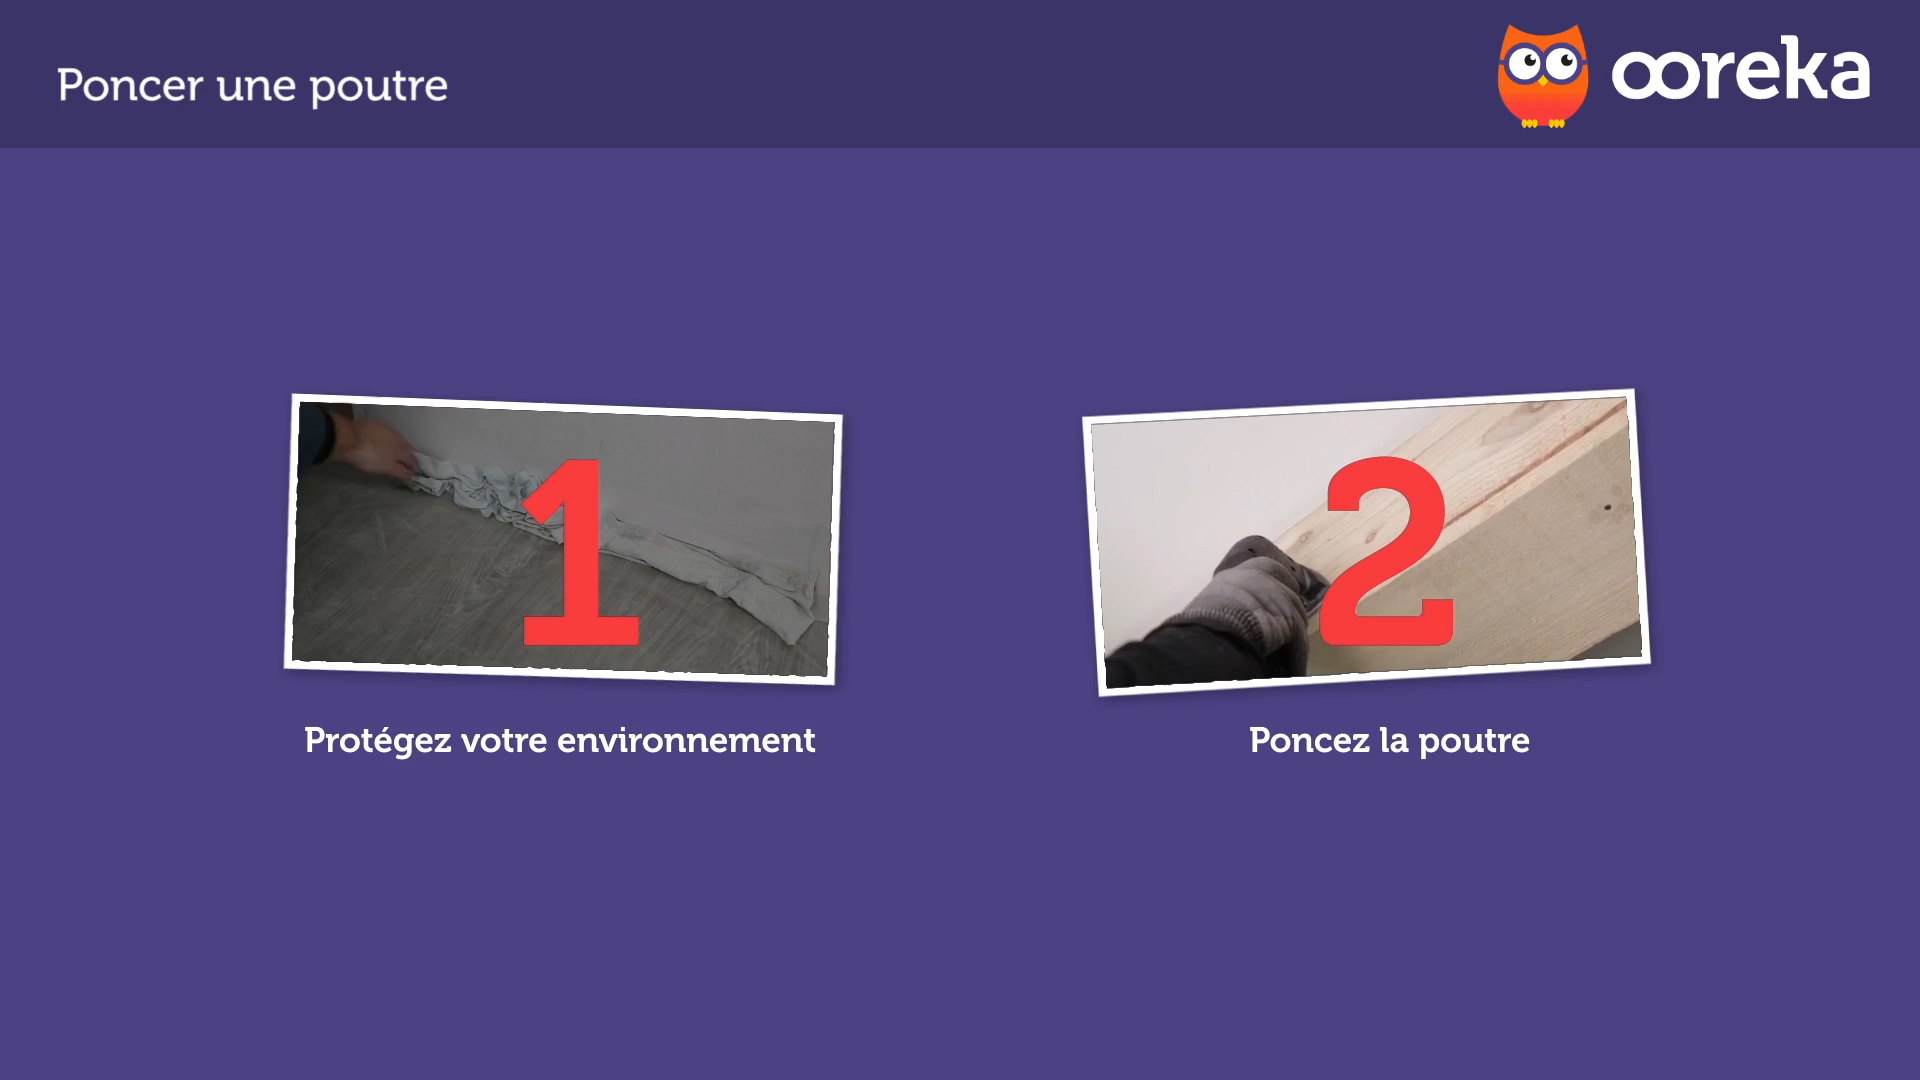 Poncer une poutre
ooreka
1
2
Protégez votre environnement
Poncez la poutre